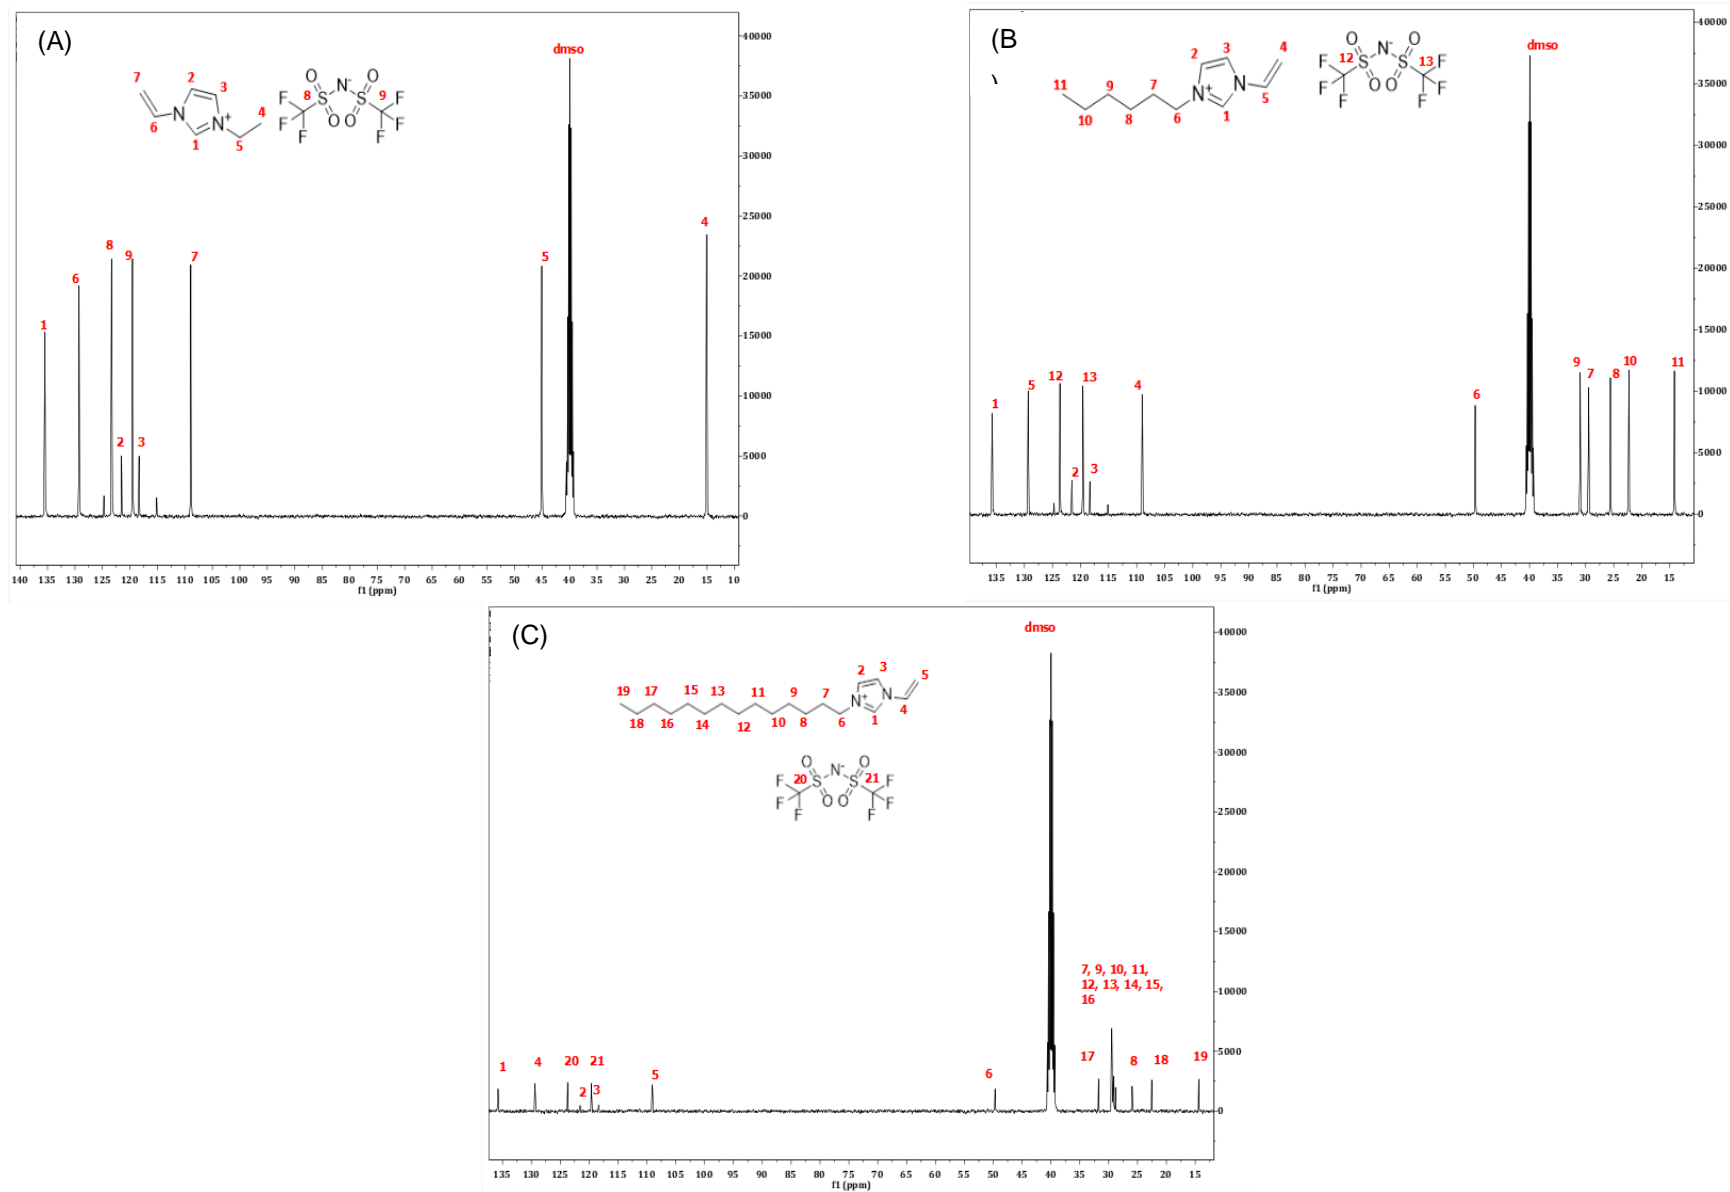 (A)
dmso
7
2
3
4
6
1
5
N
N
+
O
O
N-
8
S
S
9
F
F
F
O
O
F
F
F
1
6
8
2
9
3
7
5
4
40000
35000
30000
25000
20000
15000
10000
5000
0
140 135 130 125 120 115 110 105 100 95 90 85 80 75 70 65 60 55 50 45 40 35 30 25 20 15 10
f1 (ppm)
(B
dmso
11
9
7
2
3
4
10
8
6
1
5
N+
N
O
O
N-
12
S
S
13
F
F
F
O
O
F
F
F
1
5
12
2
13
3
4
6
9
7
8
10
11
40000
35000
30000
25000
20000
15000
10000
5000
0
135 130 125 120 115 110 105 100 95 90 85 80 75 70 65 60 55 50 45 40 35 30 25 20 15
f1 (ppm)
(C)
dmso
19 17 15 13 11 9 7 2 3 5
18 16 14 12 10 8 6 1 4
N+
N
O
N-
O
F
20
S
S
21
F
F
F
O
O
F
F
7, 9, 10, 11,
12, 13, 14, 15,
16
1
4
20
2
21
3
5
6
17
8
18
19
40000
35000
30000
25000
20000
15000
10000
5000
0
135 130 125 120 115 110 105 100 95 90 85 80 75 70 65 60 55 50 45 40 35 30 25 20 15
f1 (ppm)